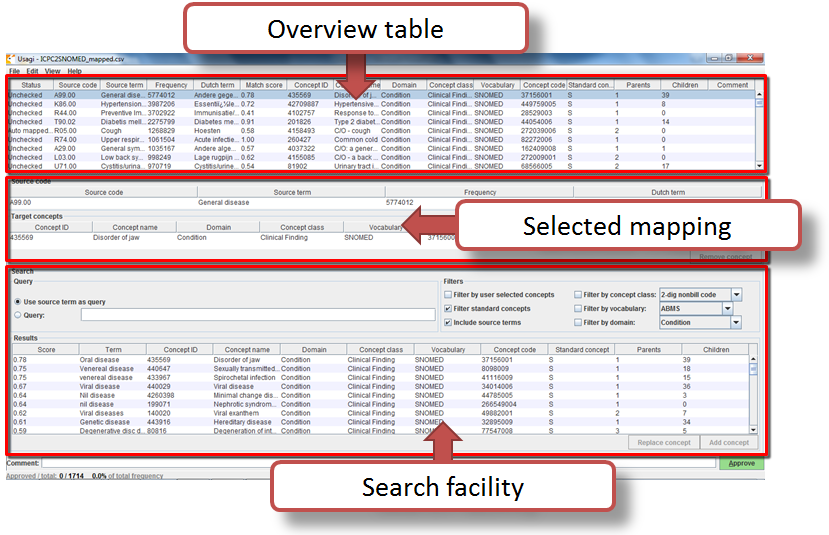 Overview table
Usagi - ICPC2SNOMED_mapped.csv
File Edit View Help
Status Source code Source term Frequency Dutch term Match score Concept ID Domain Concept class Vocabulary Concept code Standard con... Parents Children Comment
Unchecked A99.00 General dise... 5774012 Andere gege... 0.78 435569 Disorder of j... Condition Clinical Findi... SNOMED 37156001 S 1 39
Unchecked K86.00 Hypertension... 3987206 Essentiï¿½le... 0.72 42709887 Hypertensive... Condition Clinical Findi... SNOMED 449759005 S 1 8
Unchecked R44.00 Preventive Im... 3702922 Immunisatie/... 0.41 4102757 Response to... Condition Clinical Findi... SNOMED 28529003 S 1 0
Unchecked T90.02 Diabetis mell... 2275799 Diabetes me... 0.91 201826 Type 2 diabet... Condition Clinical Findi... SNOMED 44054006 S 1 14
Auto mapped... R05.00 Cough 1268829 Hoesten 0.58 4158493 C/O - cough Condition Clinical Findi... SNOMED 272039006 S 2 0
Unchecked R74.00 Upper respir... 1061504 Acute infectie... 1.00 260427 Common cold Condition Clinical Findi... SNOMED 82272006 S 1 0
Unchecked A29.00 General sym... 1035167 Andere alge... 0.57 4037322 C/O: a gener... Condition Clinical Findi... SNOMED 162409008 S 1 1
Unchecked L03.00 Low back sy... 998249 Lage rugpijn ... 0.62 4155085 C/O - a back ... Condition Clinical Findi... SNOMED 272009001 S 2 1
Unchecked U71.00 Cystitis/urina... 970719 Cystitis/urine... 0.54 81902 Urinary tract i... Condition Clinical Findi... SNOMED 68566005 S 2 17
Source code
Source code Source term Frequency Dutch term
A99.00 General disease 5774012
Selected mapping
Target concepts
Concept ID Concept name Domain Concept class Vocabulary
435569 Disorder of jaw Condition Clinical Finding SNOMED 37156001
Remove concept
Search
Query
Use source term as query
Query:
Filters
Filter by user selected concepts Filter by concept class: 2-dig nonbill code
Filter standard concepts Filter by vocabulary: ABMS
Include source terms Filter by domain: Condition
Results
Score Term Concept ID Concept name Domain Concept class Vocabulary Concept code Standard concept Parents Children
0.78 Oral disease 435569 Disorder of jaw Condition Clinical Finding SNOMED 37156001 S 1 39
0.75 Venereal disease 440647 Sexually transmitted... Condition Clinical Finding SNOMED 8098009 S 1 18
0.75 venereal disease 433967 Spirochetal infection Condition Clinical Finding SNOMED 41116009 S 1 15
0.67 Viral disease 440029 Viral disease Condition Clinical Finding SNOMED 34014006 S 1 36
0.64 Nil disease 4260398 Minimal change dis... Condition Clinical Finding SNOMED 44785005 S 1 3
0.64 nil disease 199071 Nephrotic syndrom... Condition Clinical Finding SNOMED 266549004 S 1 0
0.62 Viral diseases 140020 Viral exanthem Condition Clinical Finding SNOMED 49882001 S 2 7
0.61 Genetic disease 443916 Hereditary disease Condition Clinical Finding SNOMED 32895009 S 1 34
0.59 Degenerative disc d... 80816 Degeneration of int... Condition Clinical Finding SNOMED 77547008 S 3 5
Replace concept Add concept
Comment: Approve
Approved / total: 0 / 1714 0.0% of total frequency
Search facility